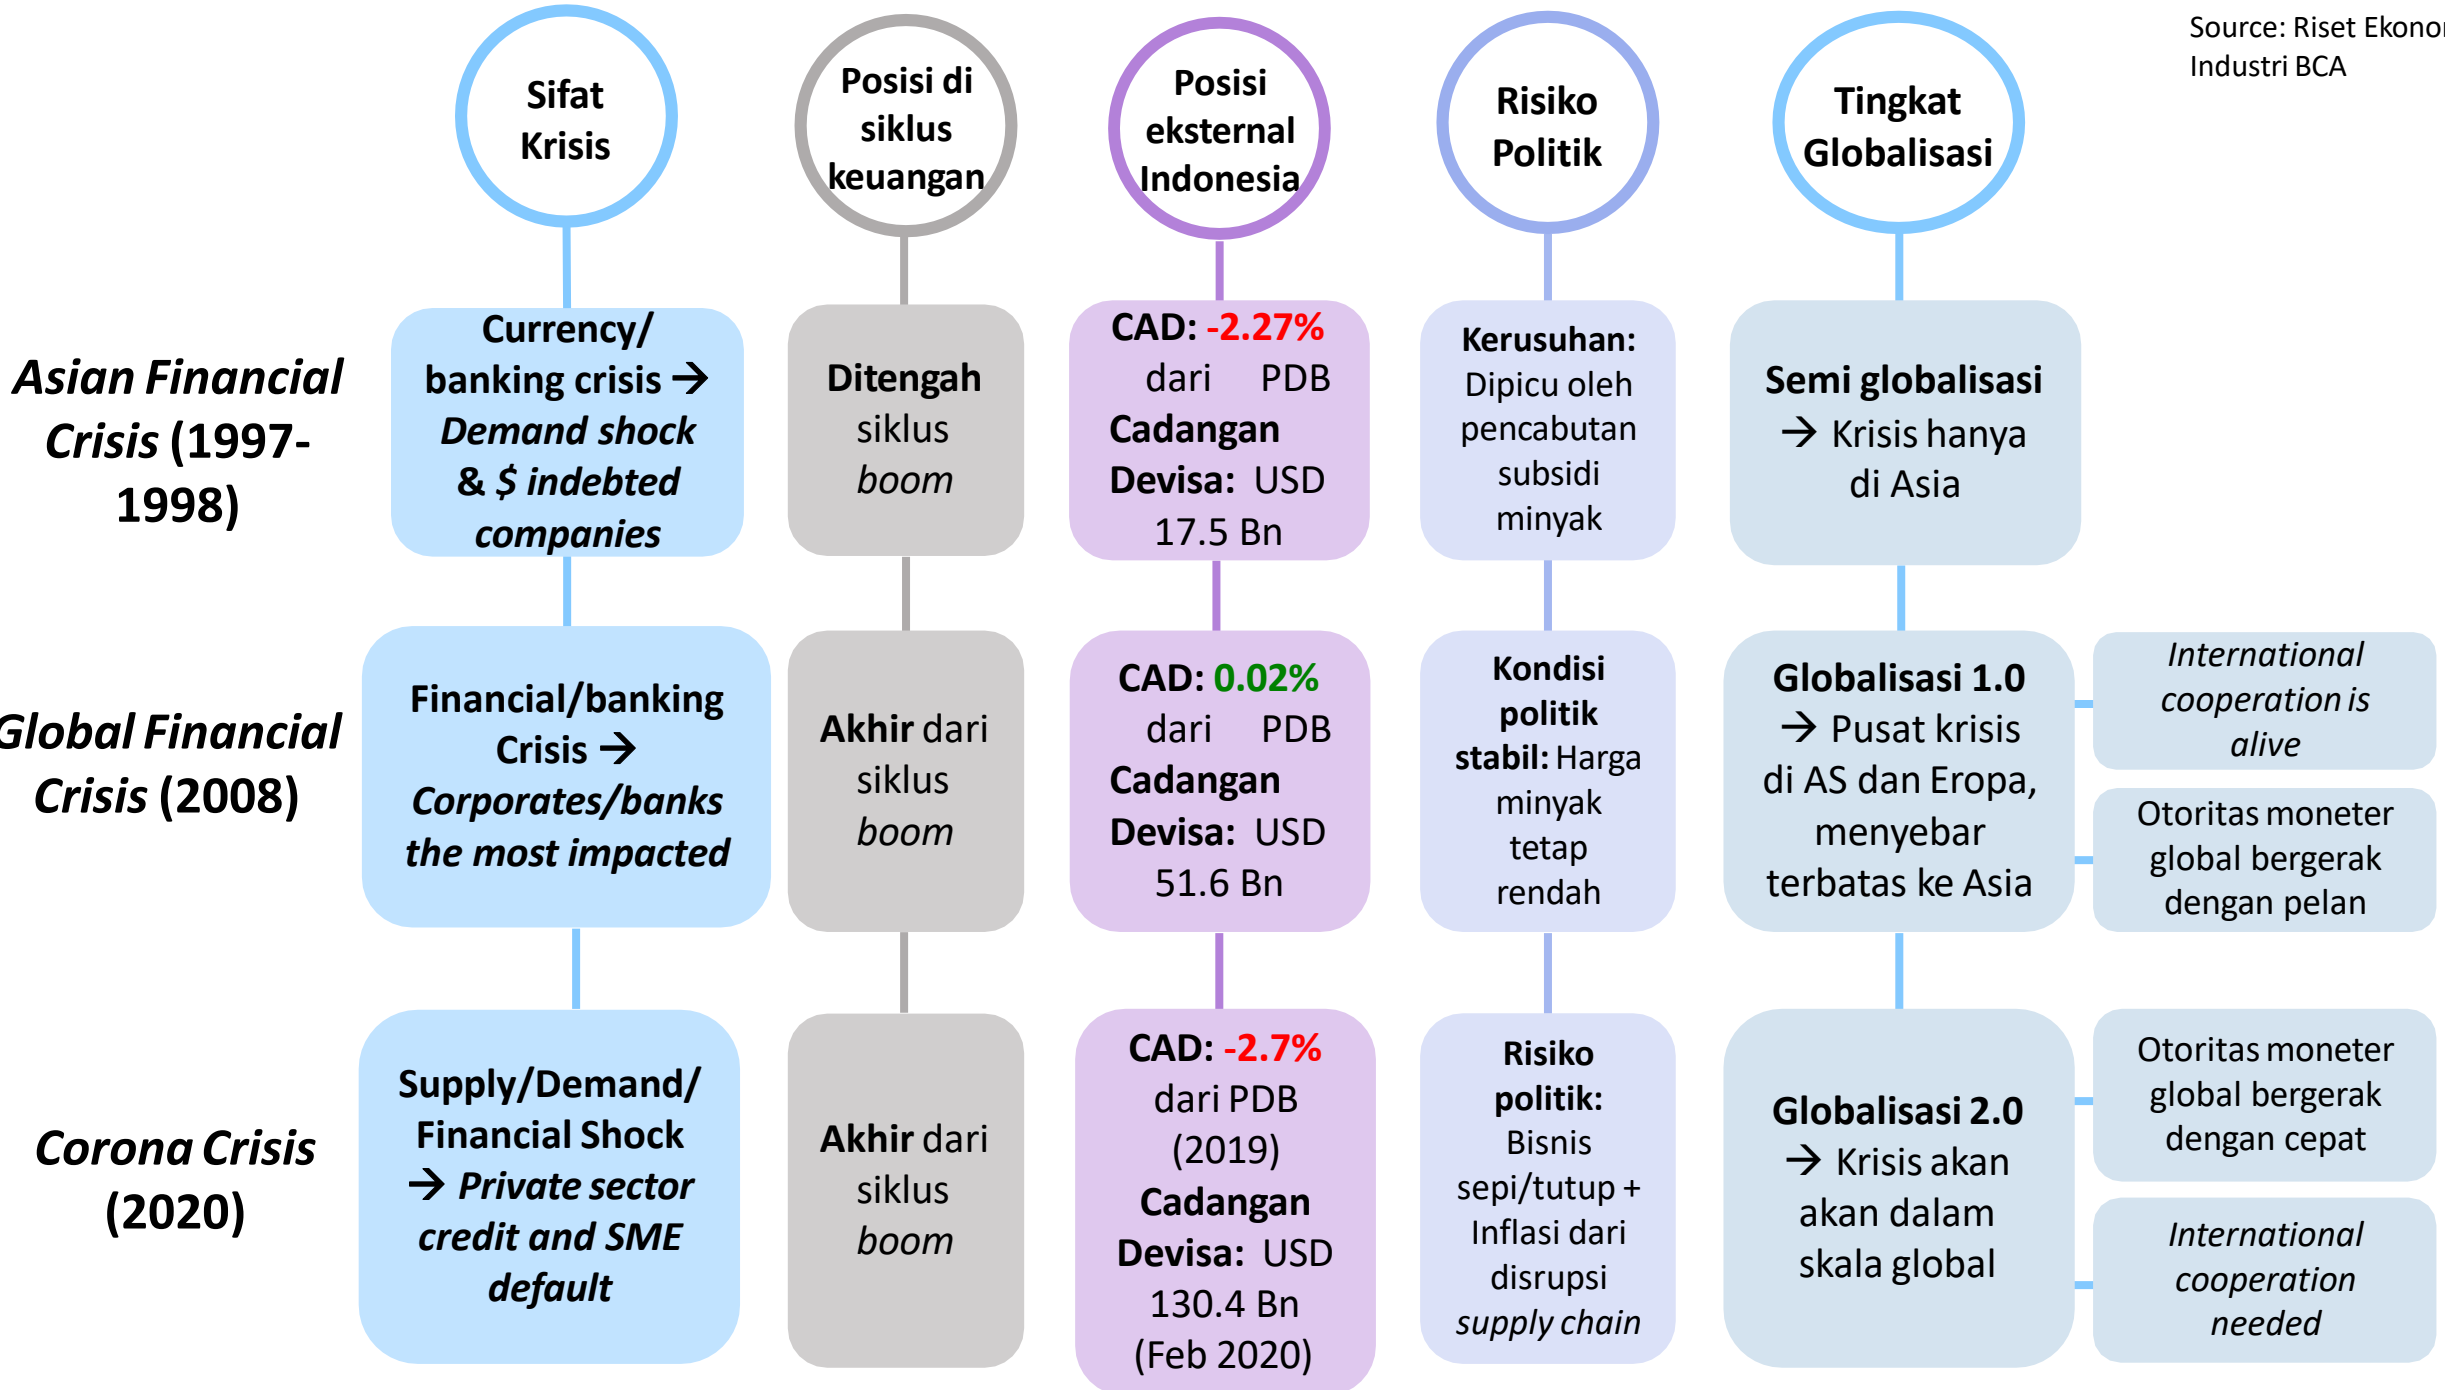 Source: Riset Ekonom
Industri BCA
Sifat
Krisis
Posisi di
siklus
keuangan
Posisi
eksternal
Indonesia
Risiko
Politik
Tingkat
Globalisasi
Asian Financial
Crisis (1997-
1998)
Currency/
banking crisis →
Demand shock
& $ indebted
companies
Ditengah
siklus
boom
CAD: -2.27%
dari PDB
Cadangan
Devisa: USD
17.5 Bn
Kerusuhan:
Dipicu oleh
pencabutan
subsidi
minyak
Semi globalisasi
→ Krisis hanya
di Asia
Global Financial
Crisis (2008)
Financial/banking
Crisis →
Corporates/banks
the most impacted
Akhir dari
siklus
boom
CAD: 0.02%
dari PDB
Cadangan
Devisa: USD
51.6 Bn
Kondisi
politik
stabil: Harga
minyak
tetap
rendah
Globalisasi 1.0
→ Pusat krisis
di AS dan Eropa,
menyebar
terbatas ke Asia
International
cooperation is
alive
Otoritas moneter
global bergerak
dengan pelan
Corona Crisis
(2020)
Supply/Demand/
Financial Shock
→ Private sector
credit and SME
default
Akhir dari
siklus
boom
CAD: -2.7%
dari PDB
(2019)
Cadangan
Devisa: USD
130.4 Bn
(Feb 2020)
Risiko
politik:
Bisnis
sepi/tutup +
Inflasi dari
disrupsi
supply chain
Globalisasi 2.0
→ Krisis akan
akan dalam
skala global
Otoritas moneter
global bergerak
dengan cepat
International
cooperation
needed